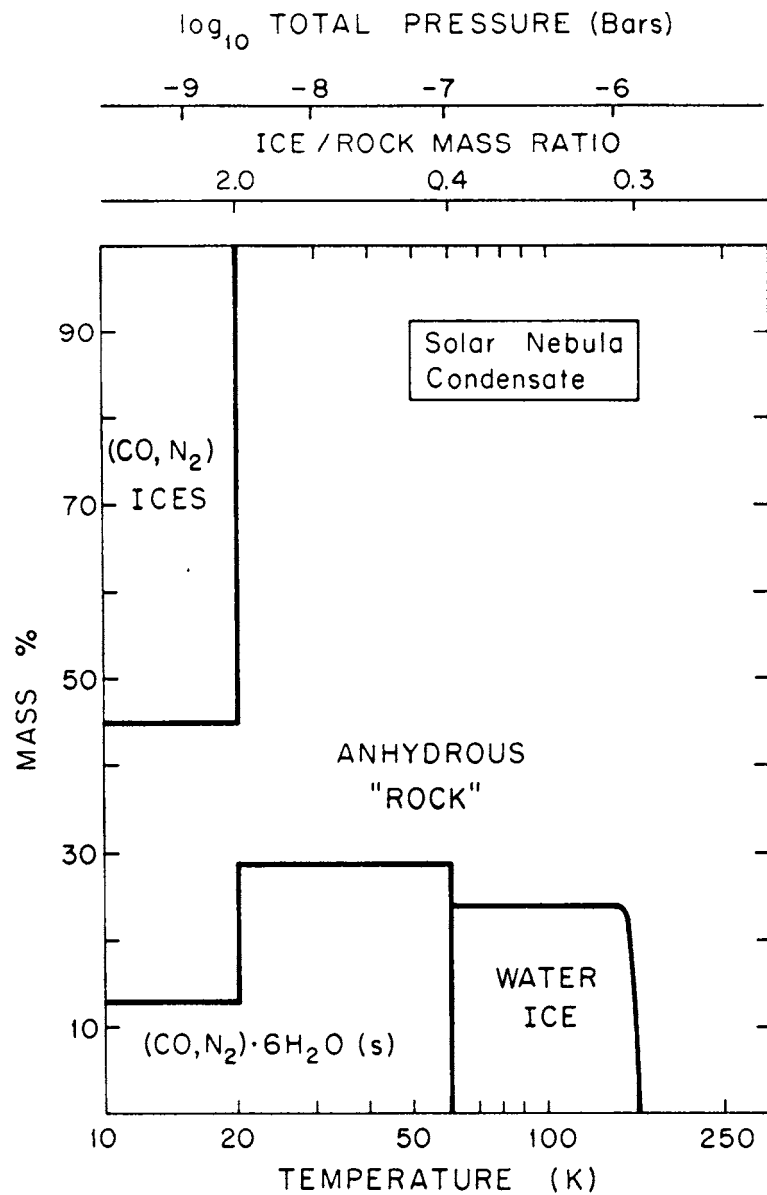 log₁₀ TOTAL PRESSURE (Bars)
-9 -8 -7 -6
ICE/ROCK MASS RATIO
2.0 0.4 0.3
Solar Nebula
Condensate
90
(CO, N₂)
ICES
70
50
MASS %
ANHYDROUS
"ROCK"
30
WATER
ICE
10
(CO,N₂)·6H₂O (s)
10 20 50 100 250
TEMPERATURE (K)